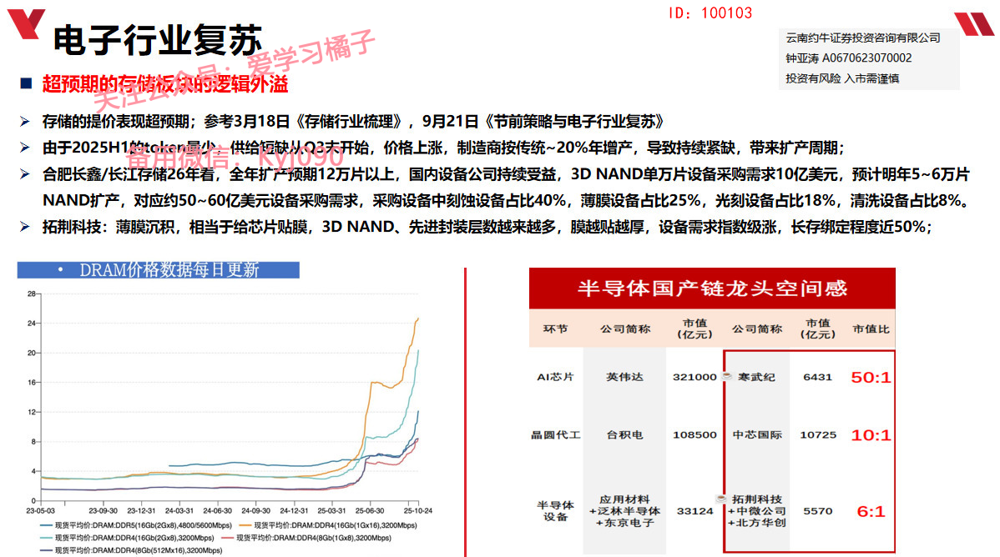 ID：100103
电子行业复苏
云南约牛证券投资咨询有限公司
钟亚涛 A0670623070002
投资有风险 入市需谨慎
关注公众号：爱学习橘子
超预期的存储板块的逻辑外溢
存储的提价表现超预期；参考3月18日《存储行业梳理》，9月21日《节前策略与电子行业复苏》
由于2025H1的token量少，供给短缺从Q3末开始，价格上涨，制造商按传统~20%年增产，导致持续紧缺，带来扩产周期；
备用微信：kyj090
合肥长鑫/长江存储26年看，全年扩产预期12万片以上，国内设备公司持续受益，3D NAND单万片设备采购需求10亿美元，预计明年5~6万片
NAND扩产，对应约50~60亿美元设备采购需求，采购设备中刻蚀设备占比40%，薄膜设备占比25%，光刻设备占比18%，清洗设备占比8%。
拓荆科技：薄膜沉积，相当于给芯片贴膜，3D NAND、先进封装层数越来越多，膜越贴越厚，设备需求指数级涨，长存绑定程度近50%；
• DRAM价格数据每日更新
28
24
20
16
12
8
4
0
23-05-03 23-09-30 23-12-31 24-03-31 24-06-30 24-09-30 24-12-31 25-03-31 25-06-30 25-10-24
现货平均价:DRAM:DDR5(16Gb(2Gx8),4800/5600Mbps) 现货平均价:DRAM:DDR4(16Gb(1Gx16),3200Mbps)
现货平均价:DRAM:DDR4(16Gb(2Gx8),3200Mbps) 现货平均价:DRAM:DDR4(8Gb(1Gx8),3200Mbps)
现货平均价:DRAM:DDR4(8Gb(512Mx16),3200Mbps)
半导体国产链龙头空间感
环节 公司简称 市值(亿元) 公司简称 市值(亿元) 市值比
AI芯片 英伟达 321000 寒武纪 6431 50:1
晶圆代工 台积电 108500 中芯国际 10725 10:1
半导体设备 应用材料+泛林半导体+东京电子 33124 拓荆科技+中微公司+北方华创 5570 6:1